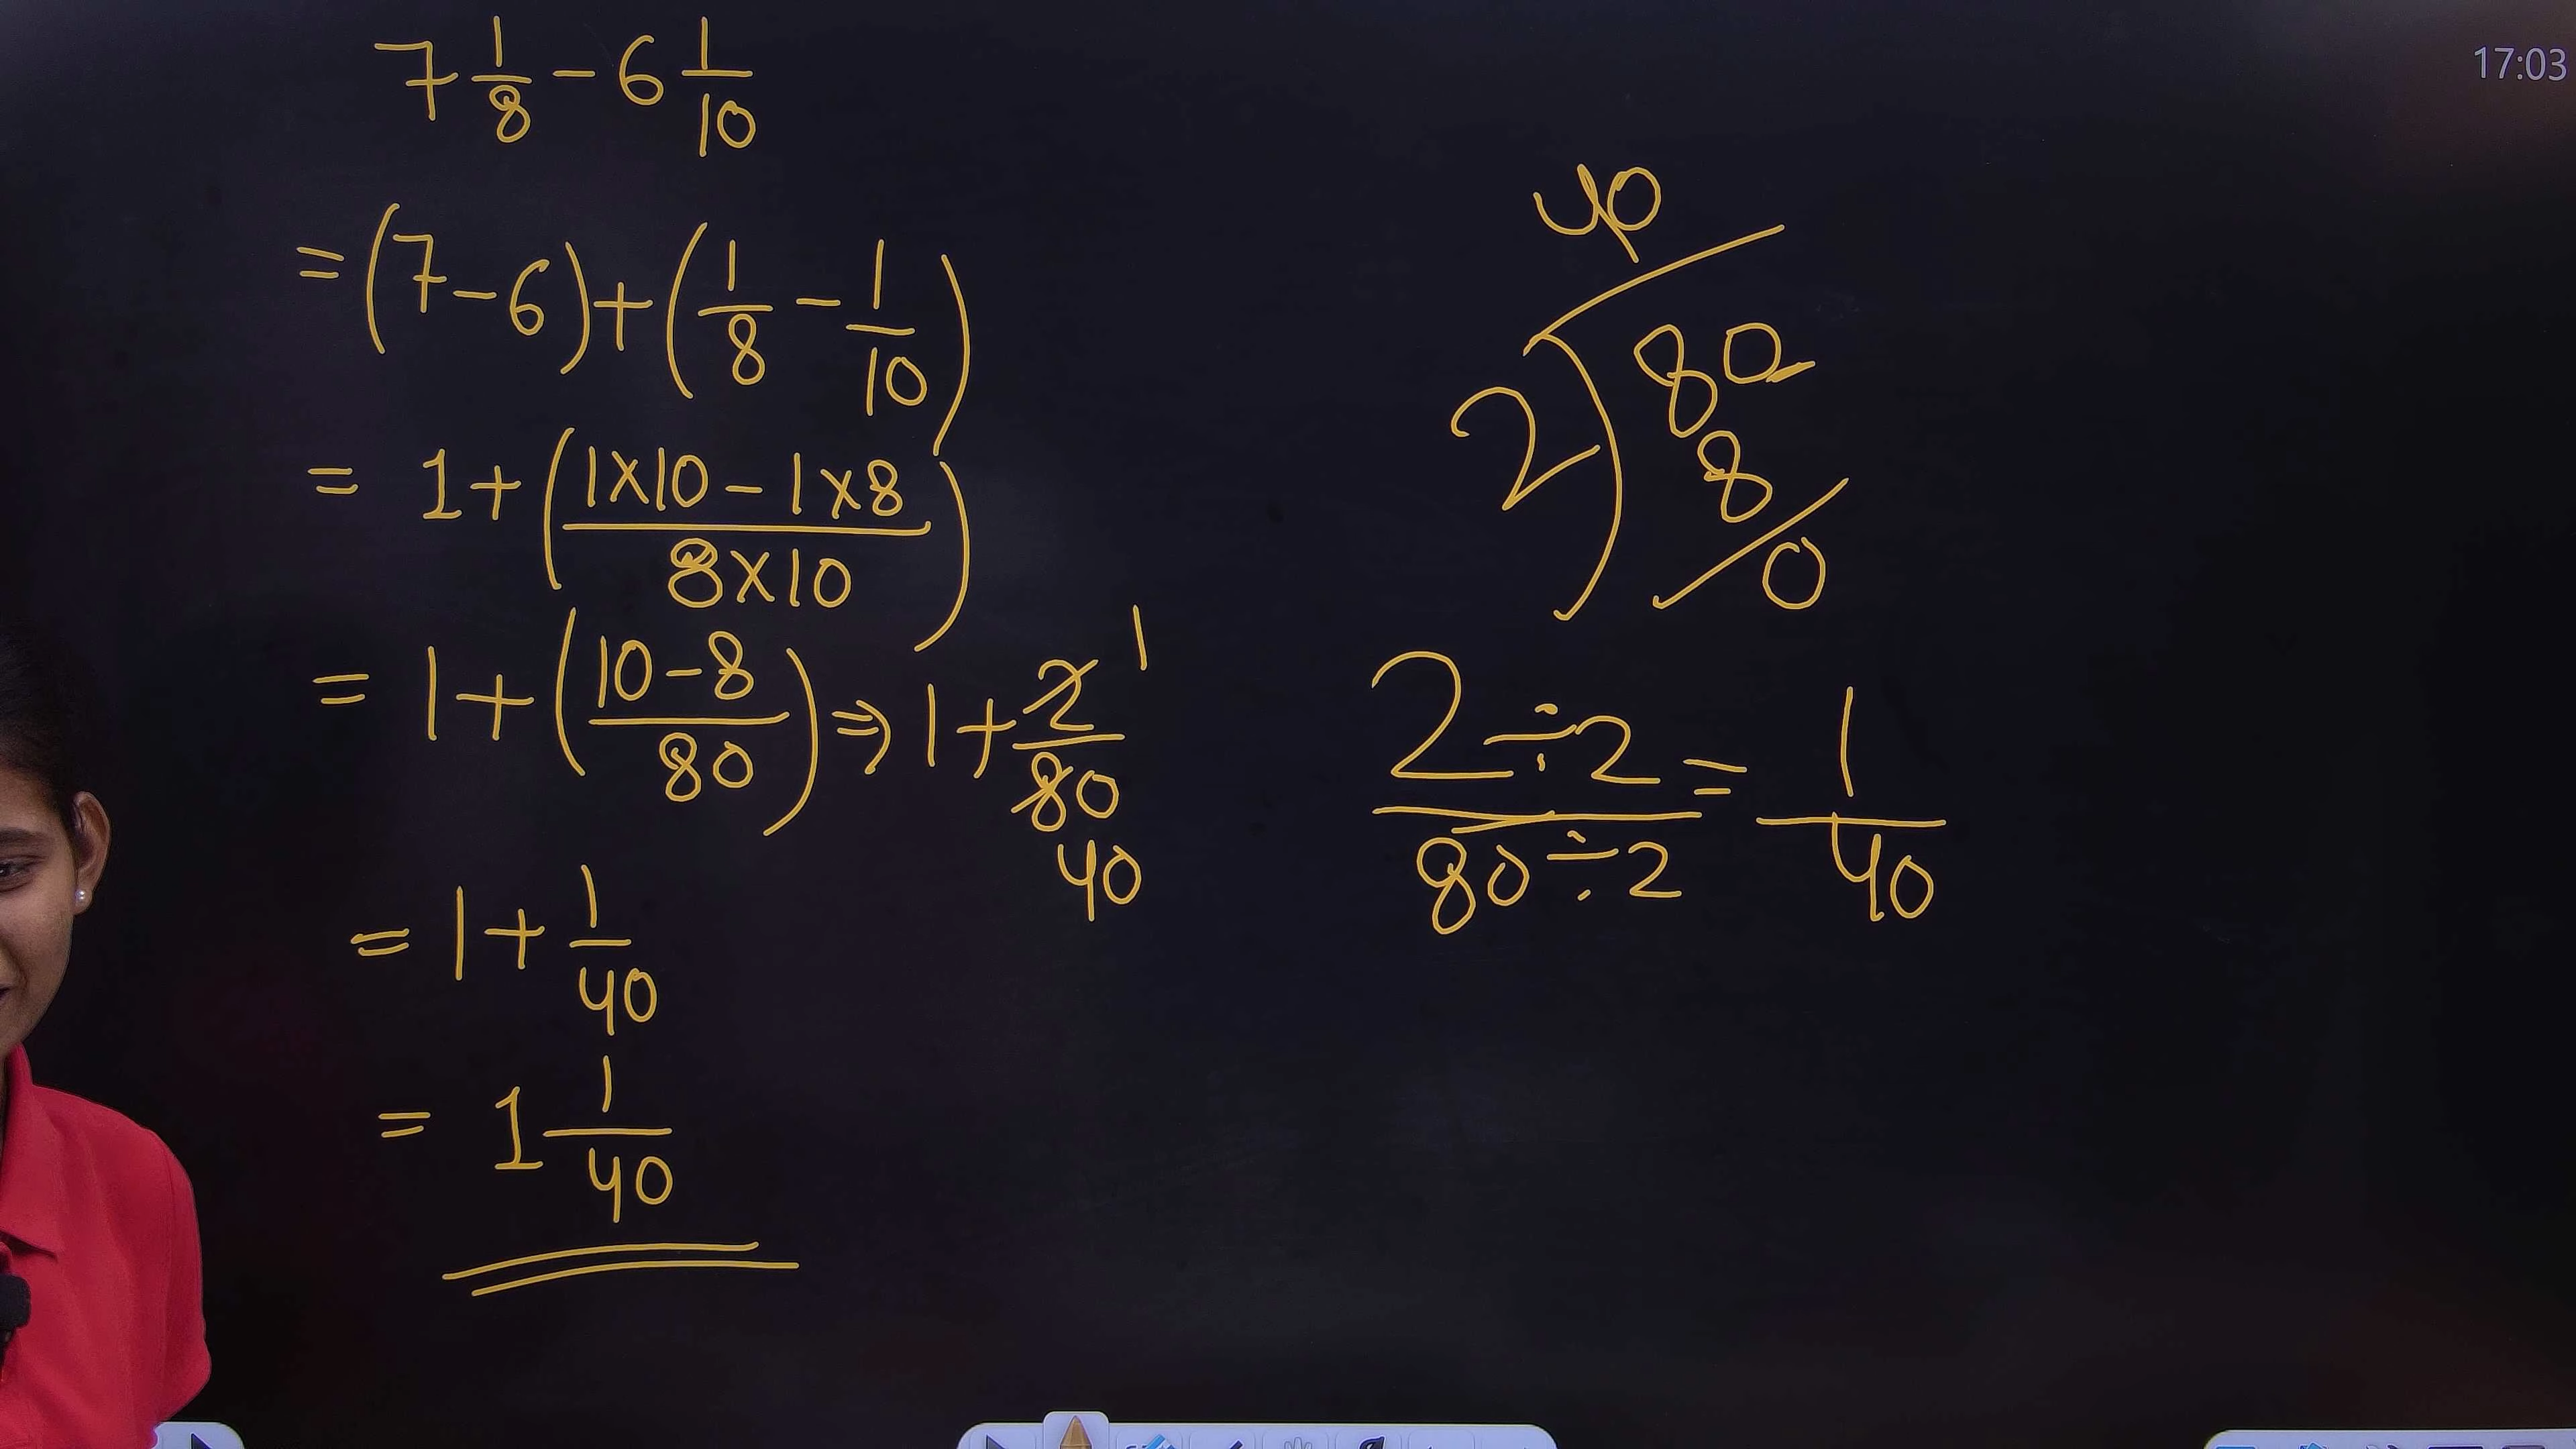 7 1/8 - 6 1/10
= (7-6) + (1/8 - 1/10)
= 1 + (1×10 - 1×8 / 8×10)
= 1 + (10-8 / 80) ⇒ 1 + 2/80 1 40
= 1 + 1/40
= 1 1/40
17:03
40
2) 80
8
0
2÷2 / 80÷2 = 1/40